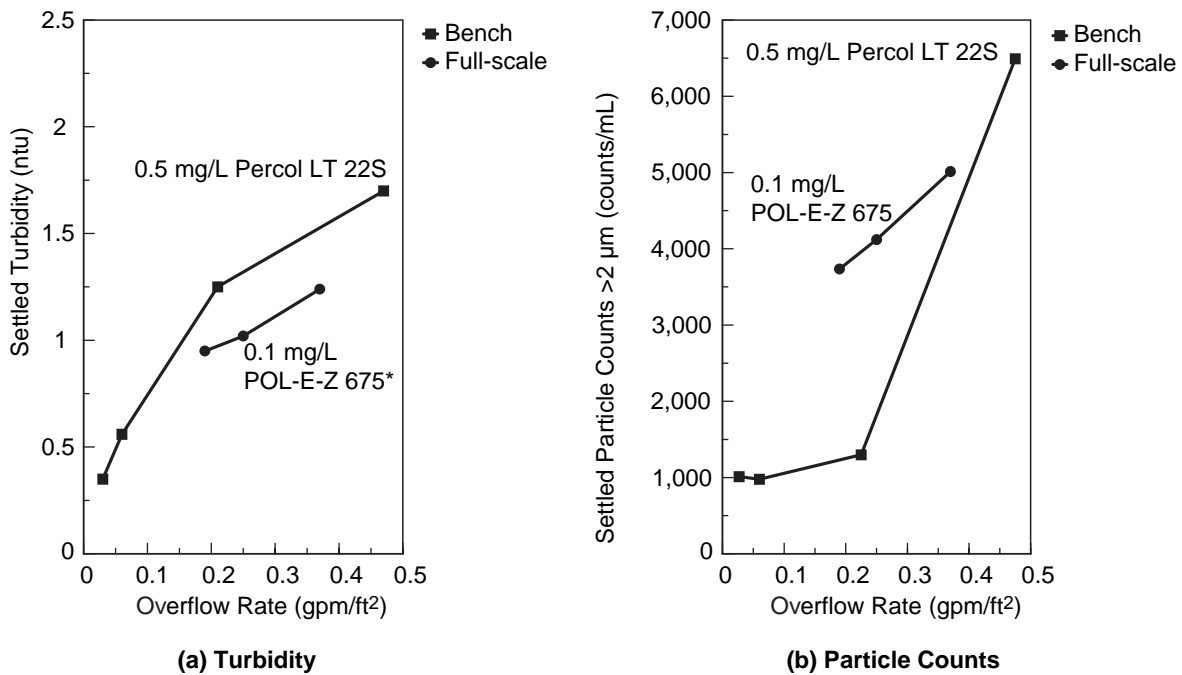 2.5
2
1.5
1
0.5
0
0
0.1
0.2
0.3
0.4
0.5
Settled Turbidity (ntu)
Overflow Rate (gpm/ft²)
0.5 mg/L Percol LT 22S
0.1 mg/L
POL-E-Z 675*
Bench
Full-scale
(a) Turbidity
7,000
6,000
5,000
4,000
3,000
2,000
1,000
0
0
0.1
0.2
0.3
0.4
0.5
Settled Particle Counts >2 µm (counts/mL)
Overflow Rate (gpm/ft²)
0.5 mg/L Percol LT 22S
0.1 mg/L
POL-E-Z 675
Bench
Full-scale
(b) Particle Counts